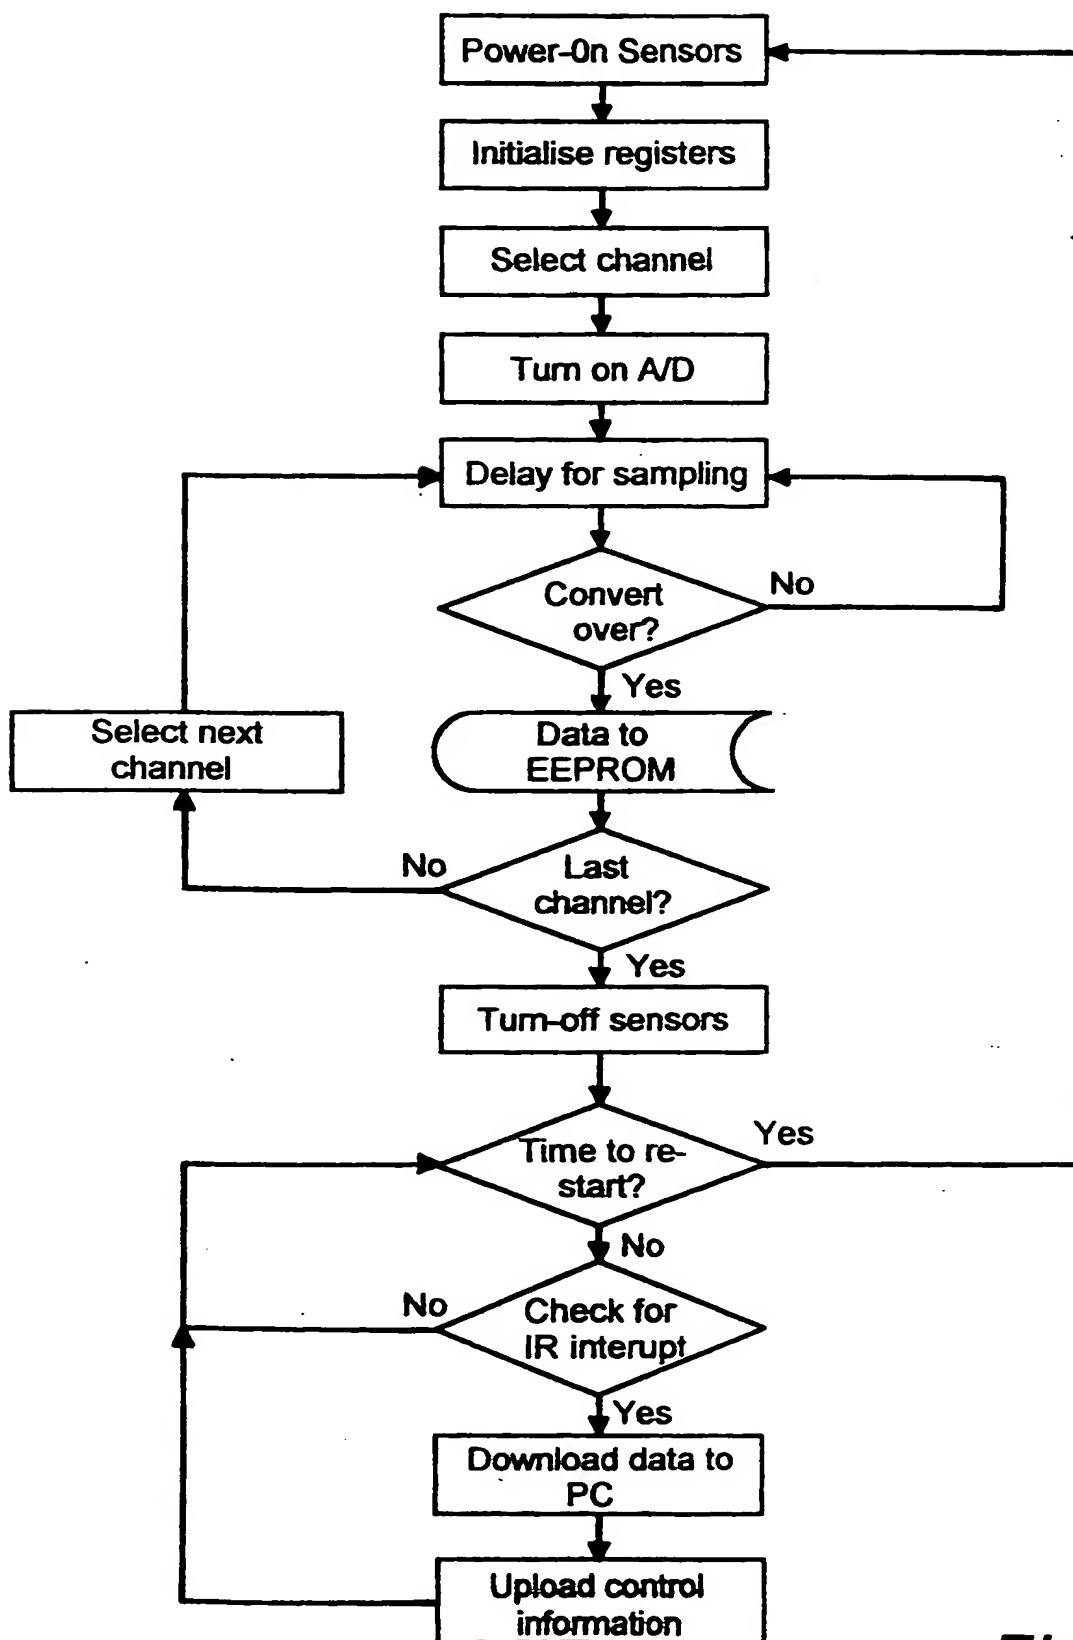 Power-0n Sensors
Initialise registers
Select channel
Turn on A/D
Delay for sampling
Convert
over?
No
Yes
Select next
channel
Data to
EEPROM
No
Last
channel?
Yes
Turn-off sensors
Time to re-
start?
Yes
No
No
Check for
IR interupt
Yes
Download data to
PC
Upload control
information